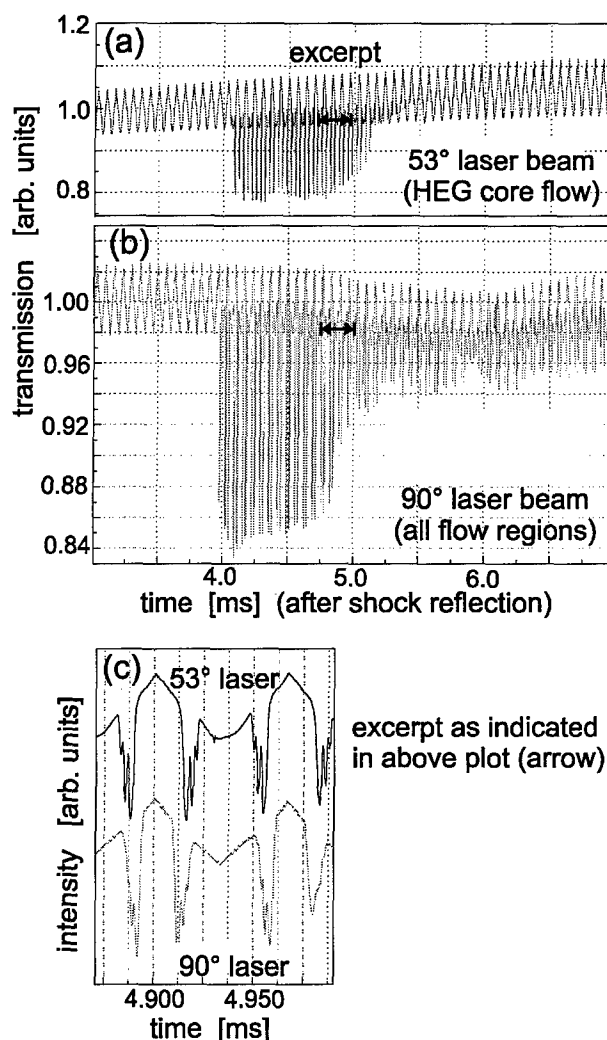 (a)
excerpt
1.2
1.0
0.8
53° laser beam
(HEG core flow)
transmission [arb. units]
(b)
1.00
0.96
0.92
0.88
0.84
90° laser beam
(all flow regions)
4.0 5.0 6.0
time [ms] (after shock reflection)
(c)
53° laser
intensity [arb. units]
90° laser
4.900 4.950
time [ms]
excerpt as indicated
in above plot (arrow)